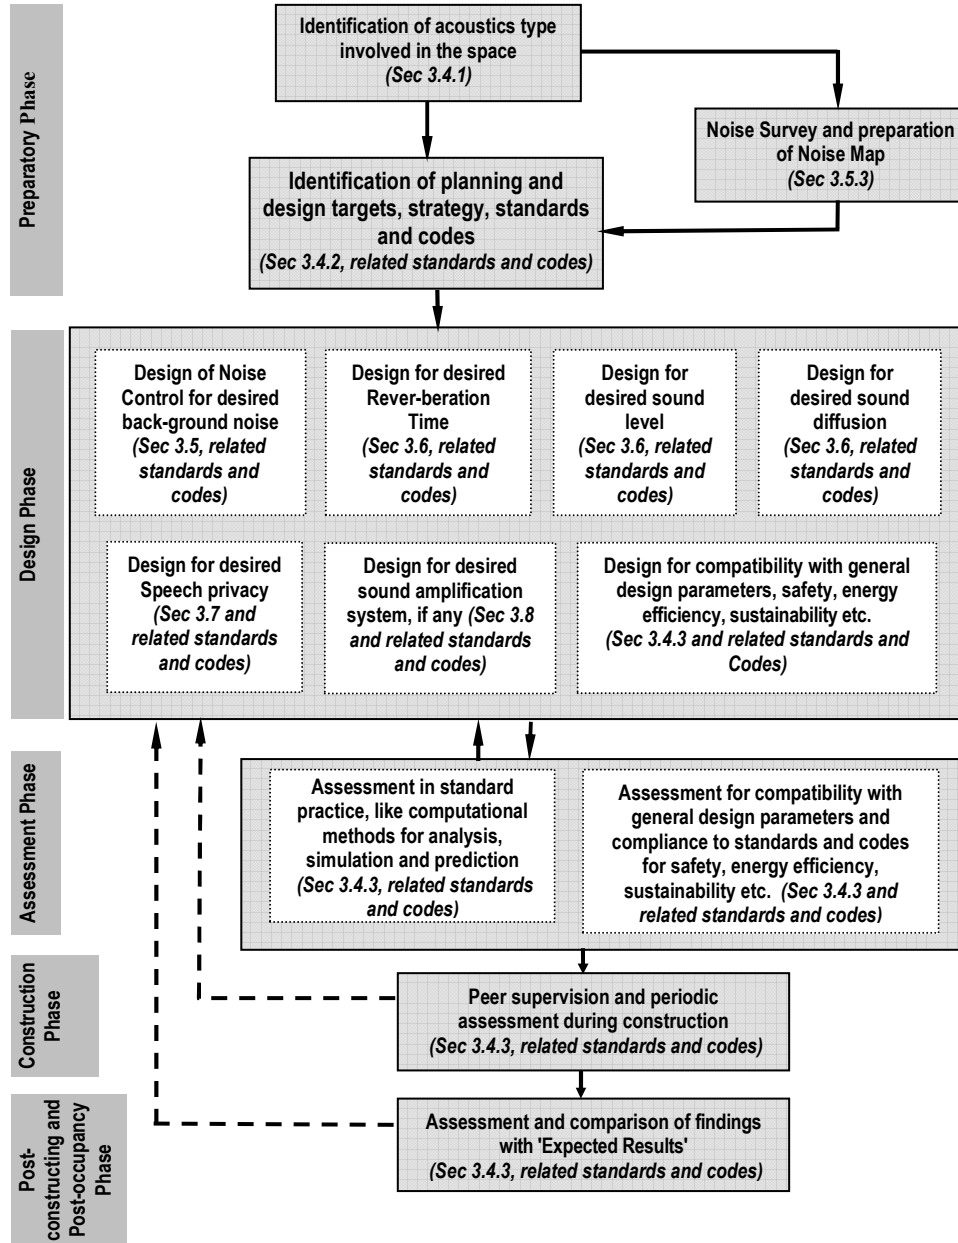 Preparatory Phase
Identification of acoustics type
involved in the space
(Sec 3.4.1)
Noise Survey and preparation
of Noise Map
(Sec 3.5.3)
Identification of planning and
design targets, strategy, standards
and codes
(Sec 3.4.2, related standards and codes)
Design Phase
Design of Noise
Control for desired
back-ground noise
(Sec 3.5, related
standards and
codes)
Design for desired
Rever-beration
Time
(Sec 3.6, related
standards and
codes)
Design for
desired sound
level
(Sec 3.6, related
standards and
codes)
Design for
desired sound
diffusion
(Sec 3.6, related
standards and
codes)
Design for desired
Speech privacy
(Sec 3.7 and
related standards
and codes)
Design for desired
sound amplification
system, if any (Sec 3.8
and related standards
and codes)
Design for compatibility with general
design parameters, safety, energy
efficiency, sustainability etc.
(Sec 3.4.3 and related standards and
Codes)
Assessment Phase
Assessment in standard
practice, like computational
methods for analysis,
simulation and prediction
(Sec 3.4.3, related standards
and codes)
Assessment for compatibility with
general design parameters and
compliance to standards and codes
for safety, energy efficiency,
sustainability etc. (Sec 3.4.3 and
related standards and codes)
Construction
Phase
Peer supervision and periodic
assessment during construction
(Sec 3.4.3, related standards and codes)
Post-
constructing and
Post-occupancy
Phase
Assessment and comparison of findings
with 'Expected Results'
(Sec 3.4.3, related standards and codes)